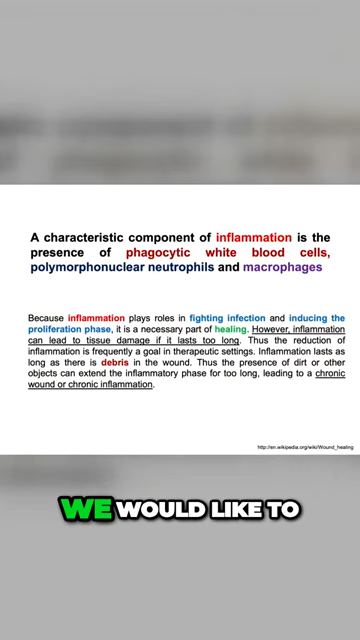 A characteristic component of inflammation is the
presence of phagocytic white blood cells,
polymorphonuclear neutrophils and macrophages
Because inflammation plays roles in fighting infection and inducing the
proliferation phase, it is a necessary part of healing. However, inflammation
can lead to tissue damage if it lasts too long. Thus the reduction of
inflammation is frequently a goal in therapeutic settings. Inflammation lasts as
long as there is debris in the wound. Thus the presence of dirt or other
objects can extend the inflammatory phase for too long, leading to a chronic
wound or chronic inflammation.
http://en.wikipedia.org/wiki/Wound_healing
WE WOULD LIKE TO